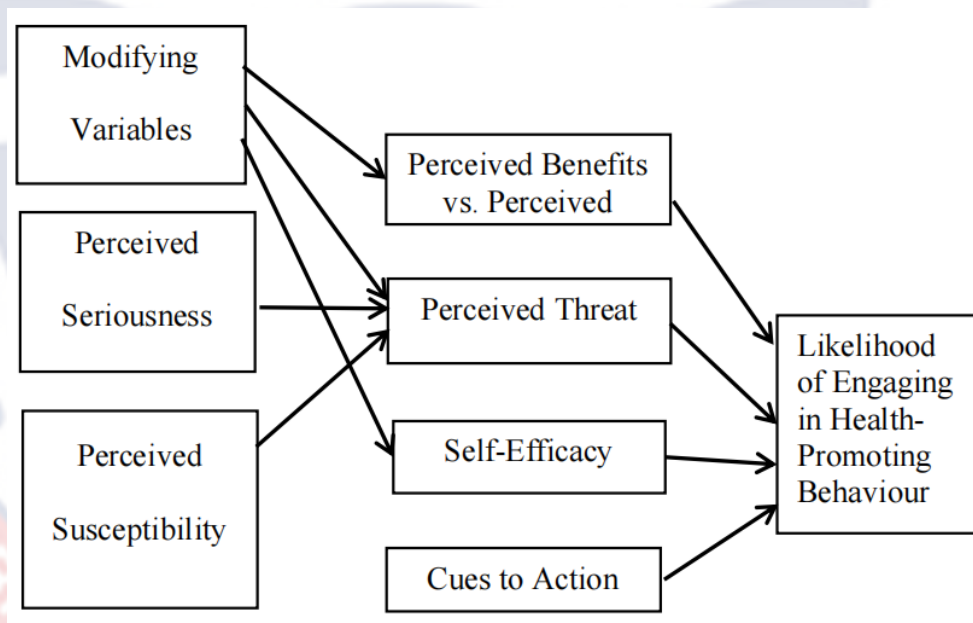 Modifying
Variables
Perceived
Seriousness
Perceived
Susceptibility
Perceived Benefits
vs. Perceived
Perceived Threat
Self-Efficacy
Cues to Action
Likelihood
of Engaging
in Health-
Promoting
Behaviour